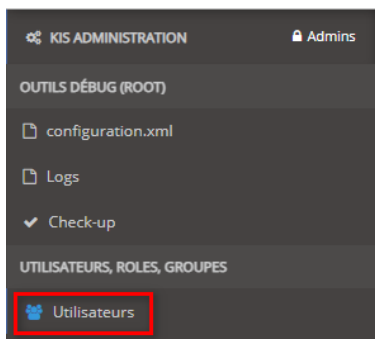 KIS ADMINISTRATION Admins
OUTILS DÉBUG (ROOT)
configuration.xml
Logs
Check-up
UTILISATEURS, ROLES, GROUPES
Utilisateurs